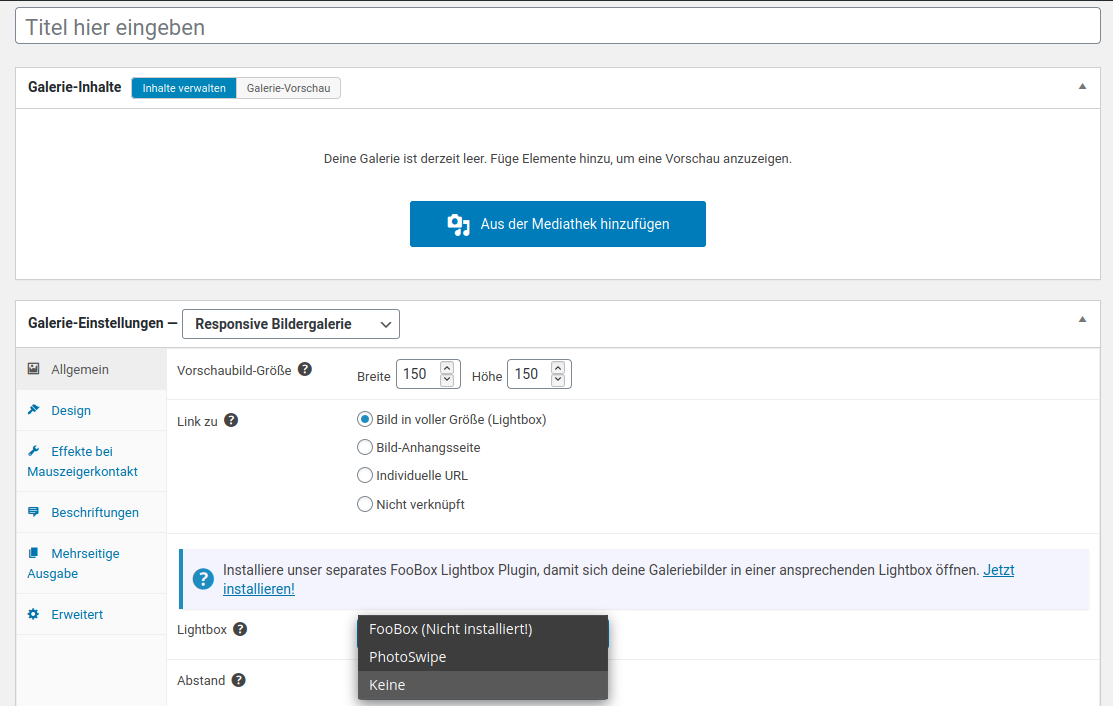 Titel hier eingeben
Galerie-Inhalte Inhalte verwalten Galerie-Vorschau
Deine Galerie ist derzeit leer. Füge Elemente hinzu, um eine Vorschau anzuzeigen.
Aus der Mediathek hinzufügen
Galerie-Einstellungen — Responsive Bildergalerie
Allgemein
Design
Effekte bei
Mauszeigerkontakt
Beschriftungen
Mehrseitige
Ausgabe
Erweitert
Vorschaubild-Größe ? Breite 150 Höhe 150
Link zu ? Bild in voller Größe (Lightbox)
Bild-Anhangsseite
Individuelle URL
Nicht verknüpft
? Installiere unser separates FooBox Lightbox Plugin, damit sich deine Galeriebilder in einer ansprechenden Lightbox öffnen. Jetzt
installieren!
Lightbox ? FooBox (Nicht installiert!)
PhotoSwipe
Abstand ? Keine